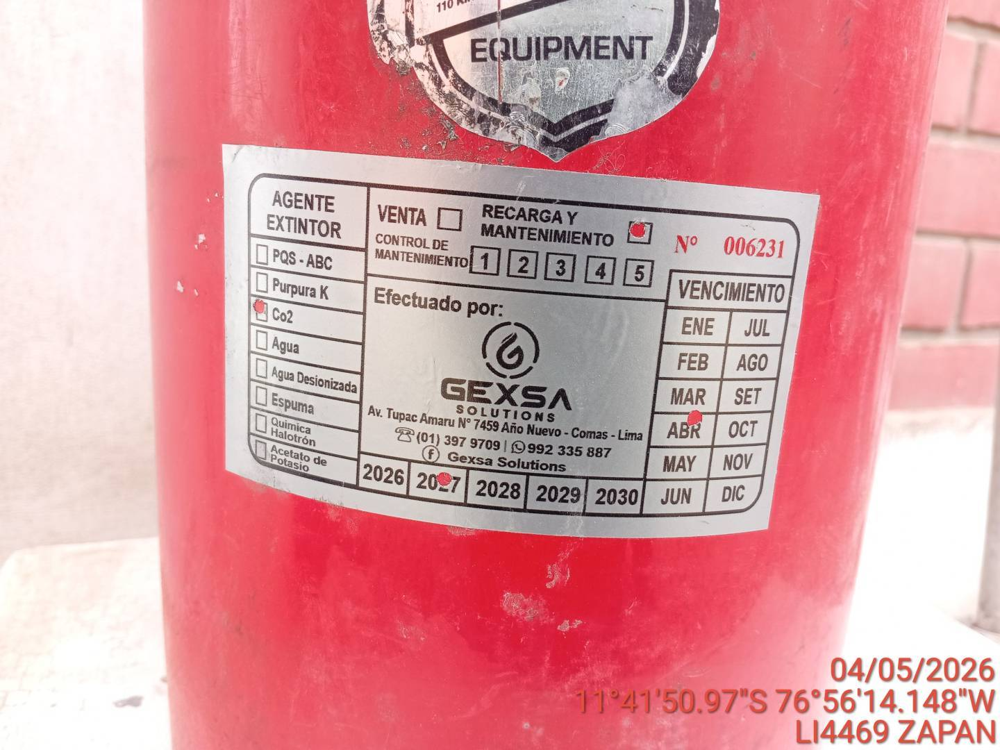 110
EQUIPMENT
AGENTE
EXTINTOR
PQS - ABC
Purpura K
Co2
Agua
Agua Desionizada
Espuma
Quimica
Halotrón
Acetato de
Potasio
VENTA
RECARGA Y
MANTENIMIENTO
CONTROL DE
MANTENIMIENTO 1 2 3 4 5
Nº 006231
Efectuado por:
GEXSA
SOLUTIONS
Av. Tupac Amaru N° 7459 Año Nuevo - Comas - Lima
(01) 397 9709 | 992 335 887
Gexsa Solutions
2026 2027 2028 2029 2030
VENCIMIENTO
ENE JUL
FEB AGO
MAR SET
ABR OCT
MAY NOV
JUN DIC
04/05/2026
11°41'50.97"S 76°56'14.148"W
LI4469 ZAPAN